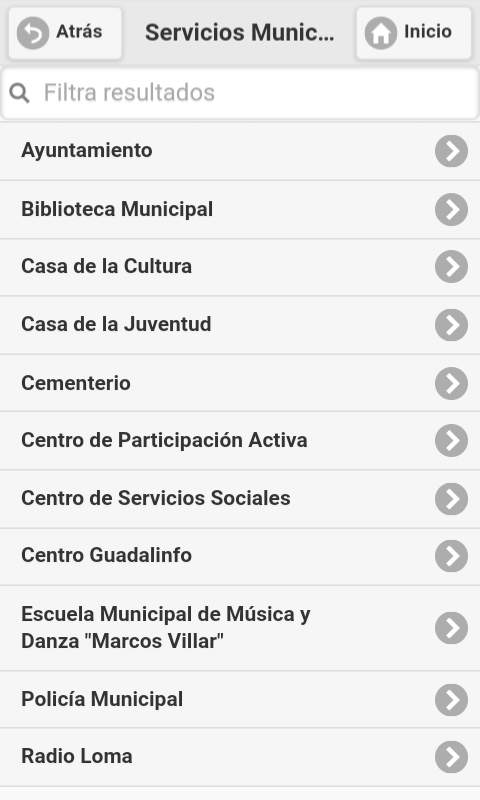 Atrás
Servicios Munic...
Inicio
Filtra resultados
Ayuntamiento
Biblioteca Municipal
Casa de la Cultura
Casa de la Juventud
Cementerio
Centro de Participación Activa
Centro de Servicios Sociales
Centro Guadalinfo
Escuela Municipal de Música y
Danza "Marcos Villar"
Policía Municipal
Radio Loma